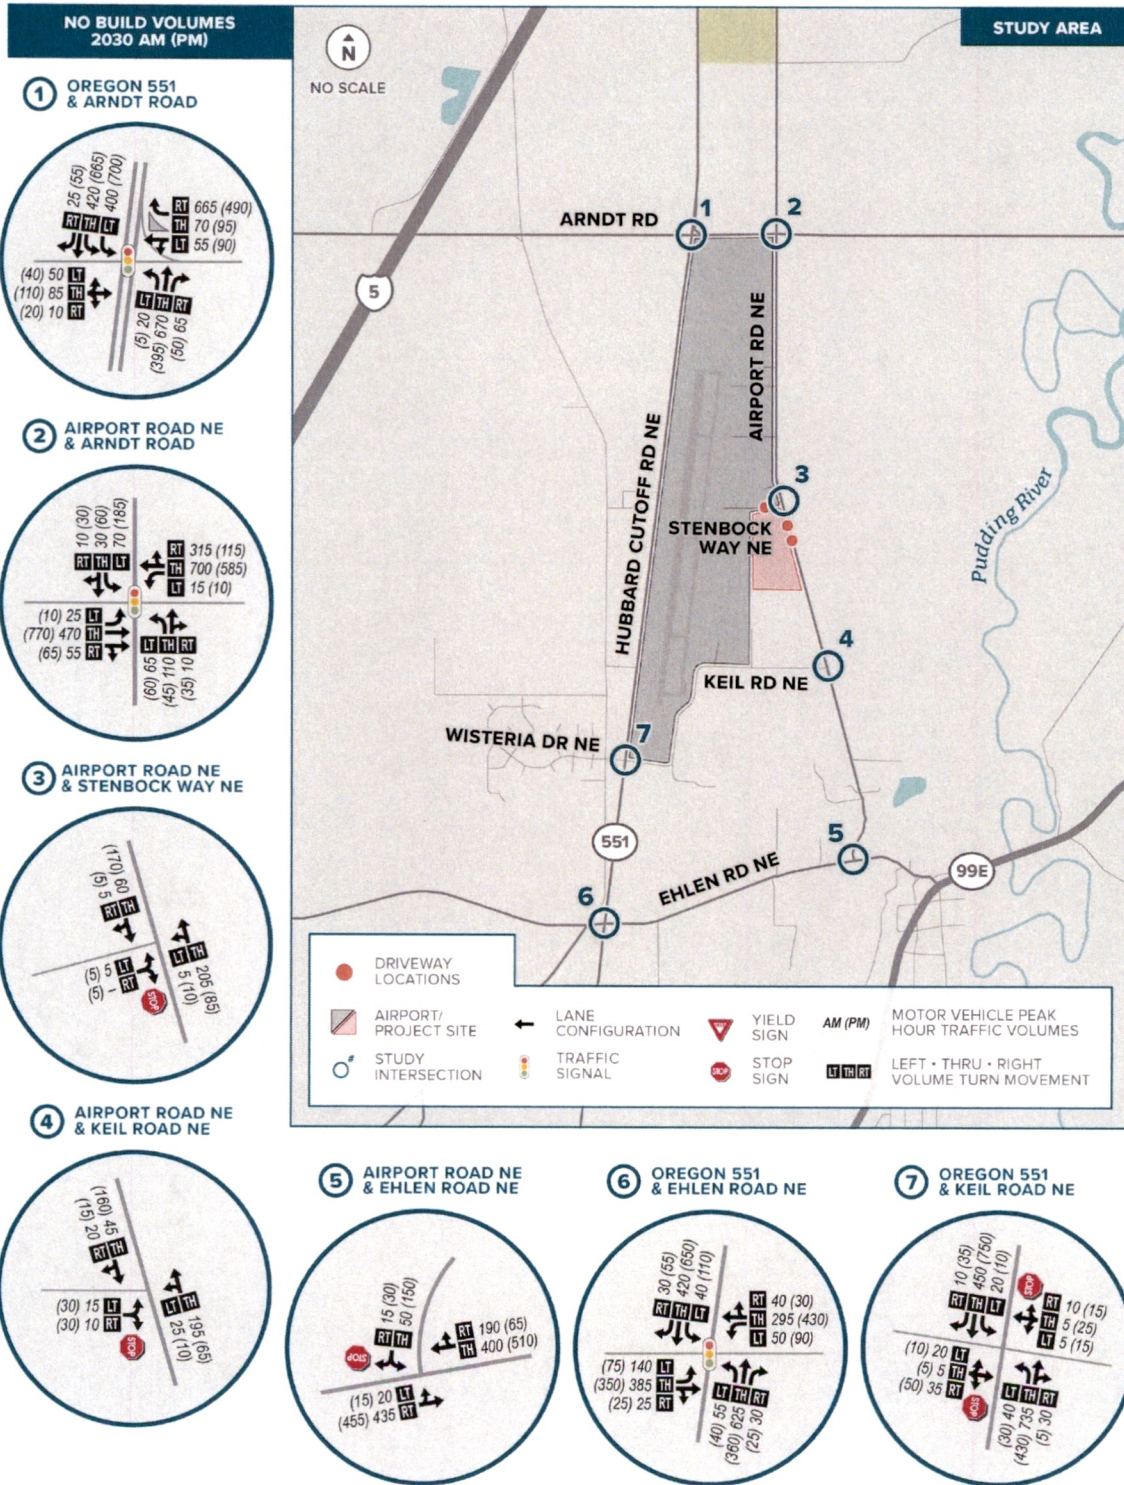 NO BUILD VOLUMES
2030 AM (PM)
STUDY AREA
N
NO SCALE
5
ARNDT RD
1
2
AIRPORT RD NE
HUBBARD CUTOFF RD NE
3
STENBOCK
WAY NE
Pudding River
4
KEIL RD NE
WISTERIA DR NE
7
551
5
EHLEN RD NE
99E
6
DRIVEWAY
LOCATIONS
AIRPORT/
PROJECT SITE
LANE
CONFIGURATION
YIELD
SIGN
AM (PM)
MOTOR VEHICLE PEAK
HOUR TRAFFIC VOLUMES
STUDY
INTERSECTION
TRAFFIC
SIGNAL
STOP
STOP
SIGN
LT TH RT
LEFT • THRU • RIGHT
VOLUME TURN MOVEMENT
1 OREGON 551
& ARNDT ROAD
25 (55)
420 (665)
400 (700)
RT TH LT
RT 665 (490)
TH 70 (95)
LT 55 (90)
(40) 50 LT
(110) 85 TH
(20) 10 RT
LT TH RT
(5) 20
(395) 670
(50) 65
2 AIRPORT ROAD NE
& ARNDT ROAD
10 (30)
30 (60)
70 (185)
RT TH LT
RT 315 (115)
TH 700 (585)
LT 15 (10)
(10) 25 LT
(770) 470 TH
(65) 55 RT
LT TH RT
(60) 65
(45) 110
(35) 10
3 AIRPORT ROAD NE
& STENBOCK WAY NE
(170) 60
(5) 5
RT TH
LT TH
205 (85)
5 (10)
(5) 5 LT
(5) – RT
STOP
4 AIRPORT ROAD NE
& KEIL ROAD NE
(160) 45
(15) 20
RT TH
LT TH
195 (65)
25 (10)
(30) 15 LT
(30) 10 RT
STOP
5 AIRPORT ROAD NE
& EHLEN ROAD NE
15 (30)
50 (150)
RT TH
STOP
RT 190 (65)
TH 400 (510)
(15) 20 LT
(455) 435 RT
6 OREGON 551
& EHLEN ROAD NE
30 (55)
420 (650)
40 (110)
RT TH LT
RT 40 (30)
TH 295 (430)
LT 50 (90)
(75) 140 LT
(350) 385 TH
(25) 25 RT
LT TH RT
(40) 55
(360) 625
(25) 30
7 OREGON 551
& KEIL ROAD NE
10 (35)
450 (750)
20 (10)
RT TH LT
STOP
RT 10 (15)
TH 5 (25)
LT 5 (15)
(10) 20 LT
(5) 5 TH
(50) 35 RT
STOP
LT TH RT
(30) 40
(430) 735
(5) 30